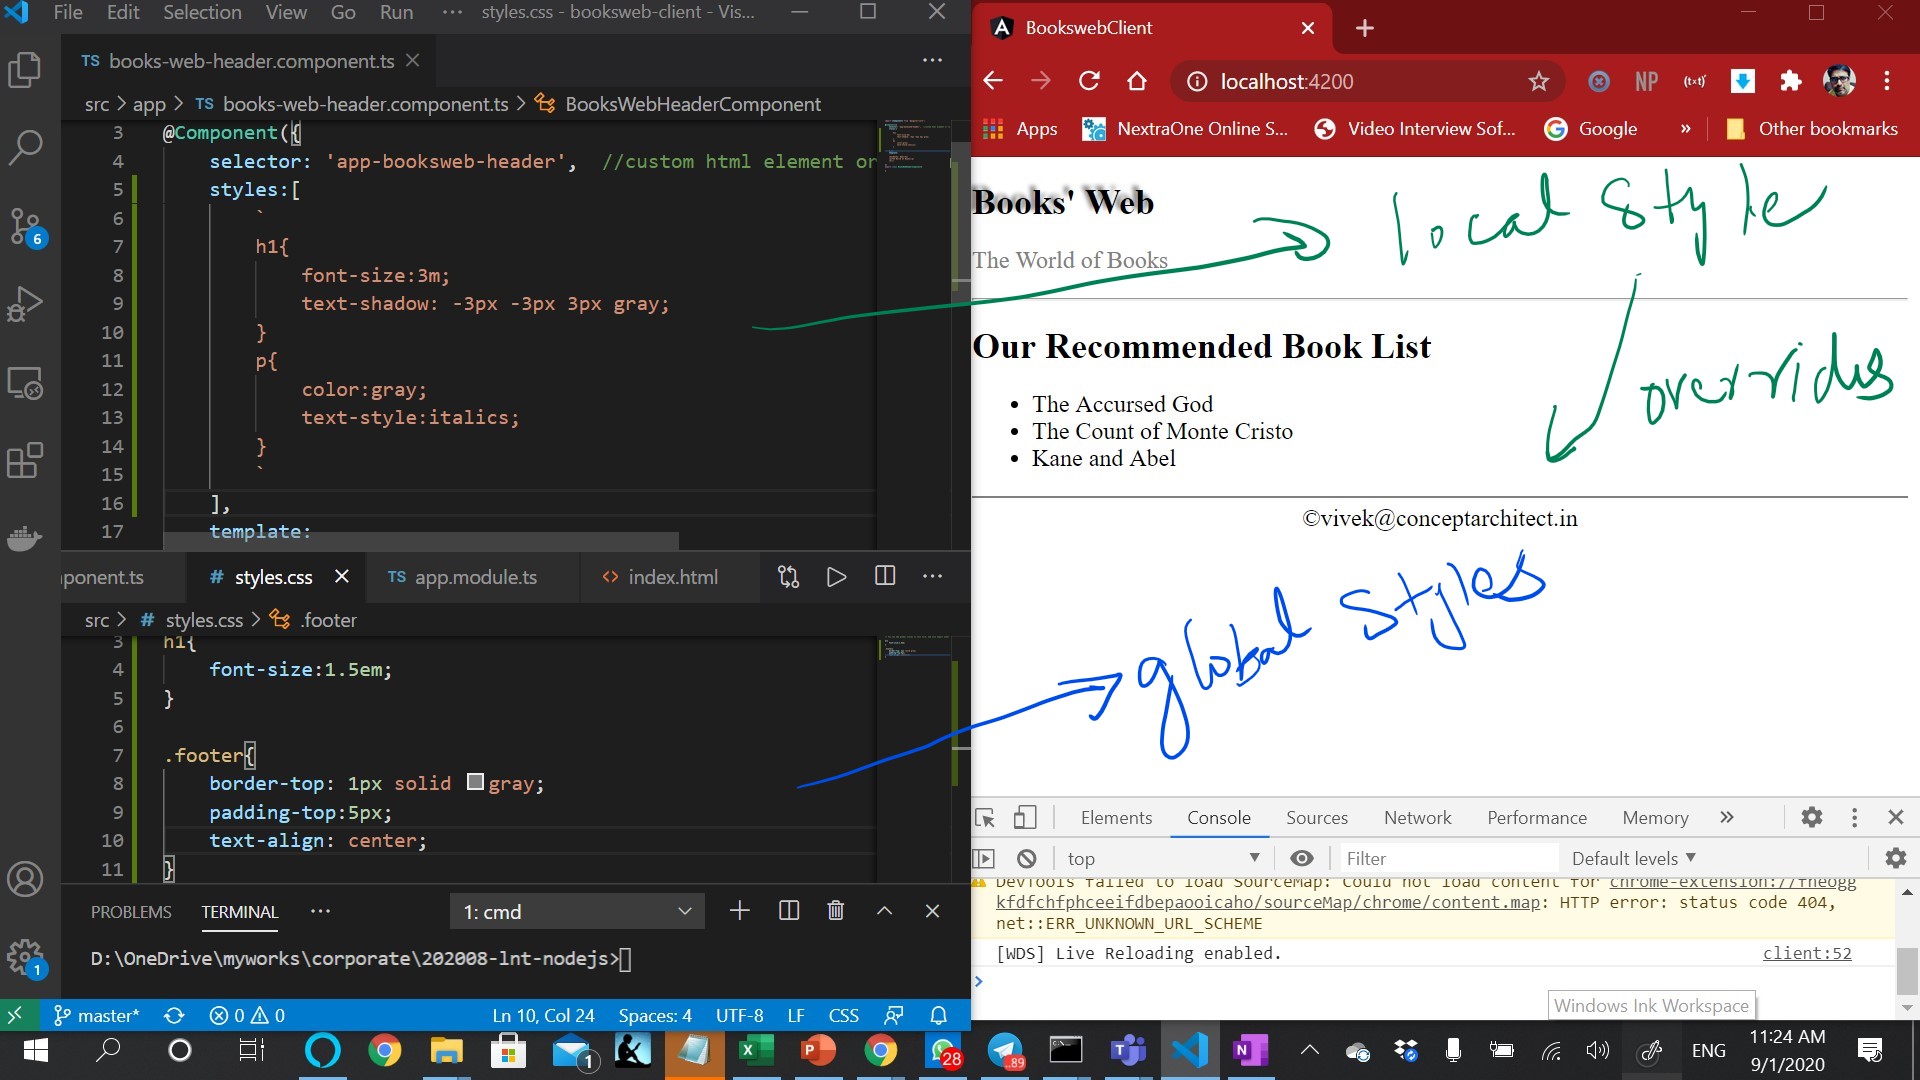 File Edit Selection View Go Run ··· styles.css - booksweb-client - Vis...
TS books-web-header.component.ts
src > app > TS books-web-header.component.ts > BooksWebHeaderComponent
3 @Component({
4 selector: 'app-booksweb-header', //custom html element or
5 styles:[
6 `
7 h1{
8 font-size:3m;
9 text-shadow: -3px -3px 3px gray;
10 }
11 p{
12 color:gray;
13 text-style:italics;
14 }
15 `
16 ],
17 template:
ponent.ts # styles.css TS app.module.ts <> index.html
src > # styles.css > .footer
3 h1{
4 font-size:1.5em;
5 }
6
7 .footer{
8 border-top: 1px solid gray;
9 padding-top:5px;
10 text-align: center;
11 }
PROBLEMS TERMINAL ··· 1: cmd
D:\OneDrive\myworks\corporate\202008-lnt-nodejs>
master* 0 0 Ln 10, Col 24 Spaces: 4 UTF-8 LF CSS
6
1
BookswebClient
localhost:4200
NP (txt)
Apps NextraOne Online S... Video Interview Sof... Google » Other bookmarks
Books' Web
The World of Books
local style
overrides
Our Recommended Book List
• The Accursed God
• The Count of Monte Cristo
• Kane and Abel
©vivek@conceptarchitect.in
global styles
Elements Console Sources Network Performance Memory »
top Filter Default levels
DevTools failed to load SourceMap: Could not load content for chrome-extension://fheogg
kfdfchfphceeifdbepaooicaho/sourceMap/chrome/content.map: HTTP error: status code 404,
net::ERR_UNKNOWN_URL_SCHEME
[WDS] Live Reloading enabled. client:52
>
Windows Ink Workspace
1 28 ..89 ENG 11:24 AM
9/1/2020